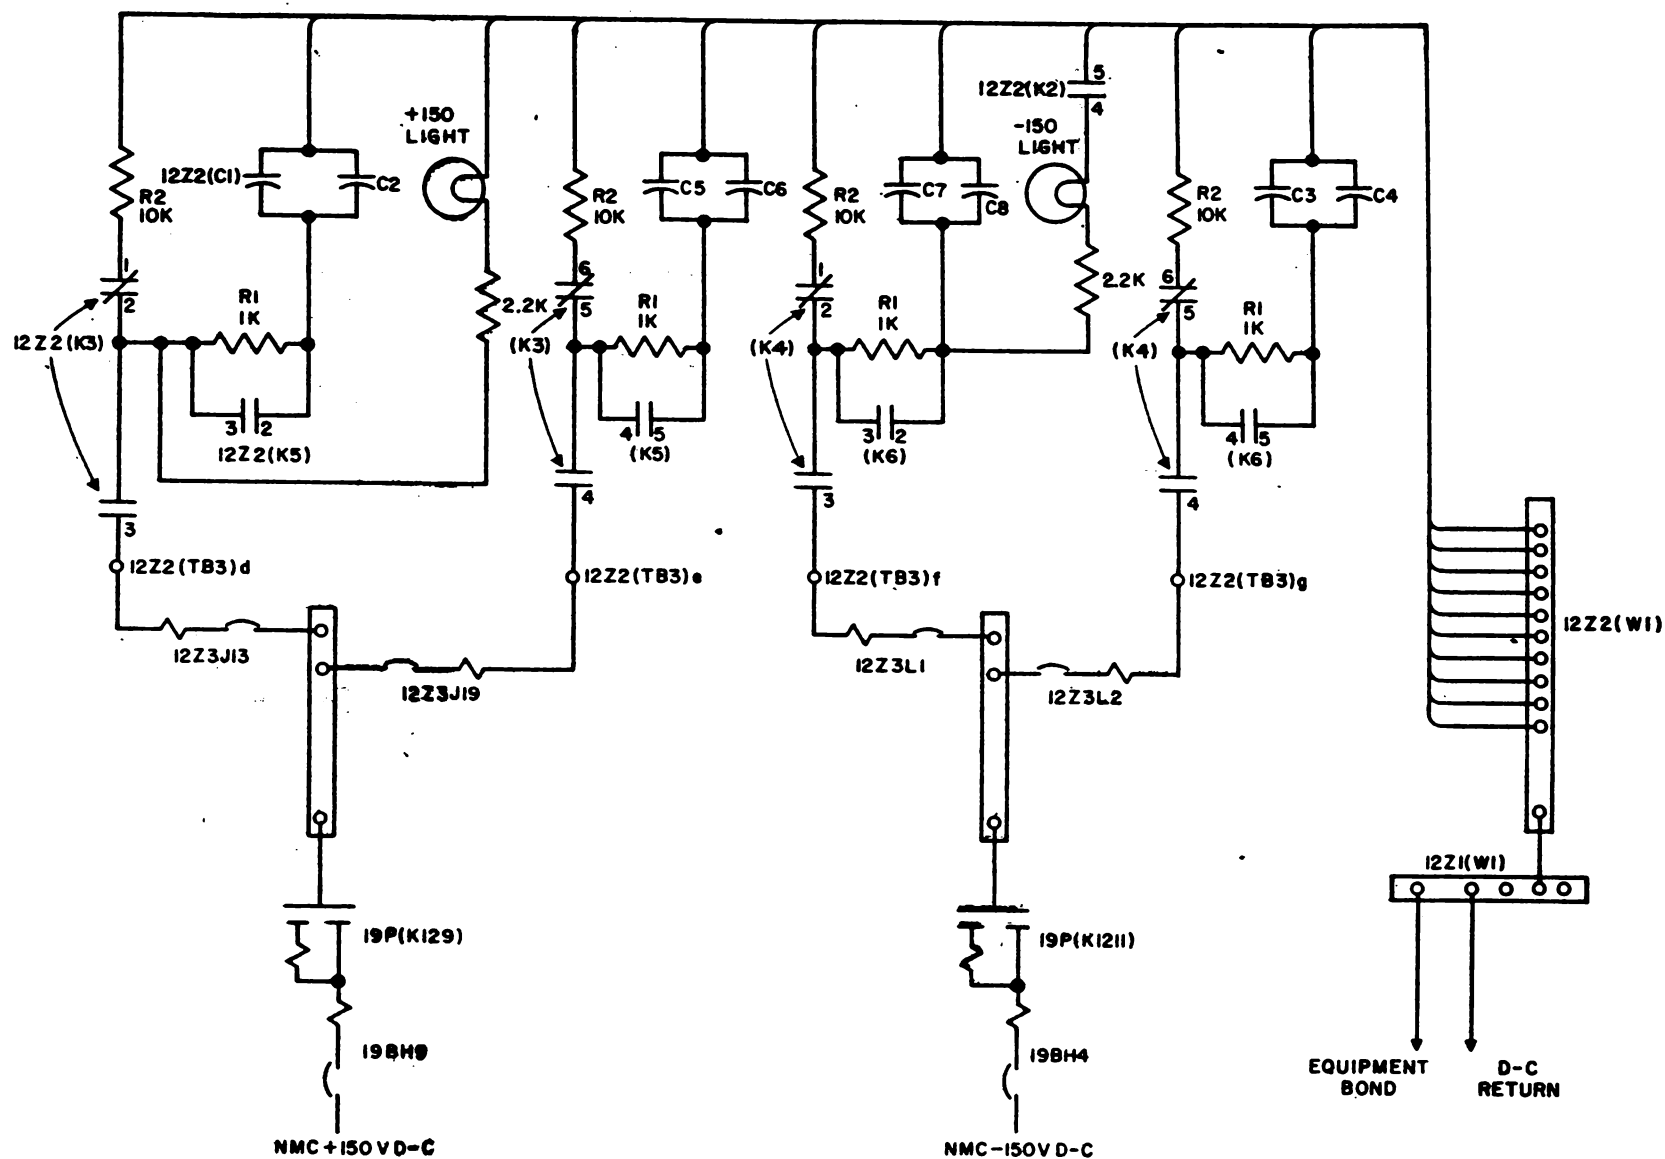 +150
LIGHT
12Z2(C1)
C2
R2
10K
1
2
R1
1K
12Z2(K3)
3 2
12Z2(K5)
3
12Z2(TB3)d
12Z3J13
2.2K
R2
10K
6
5
C5
C6
R1
1K
(K3)
4 5
(K5)
4
12Z2(TB3)e
12Z3J19
19P(K129)
19BH9
NMC+150V D-C
R2
10K
1
2
C7
C8
R1
1K
(K4)
3 2
(K6)
3
12Z2(TB3)f
12Z3L1
12Z2(K2)
5
4
-150
LIGHT
2.2K
R2
10K
6
5
C3
C4
R1
1K
(K4)
4 5
(K6)
4
12Z2(TB3)g
12Z3L2
19P(K1211)
19BH4
NMC-150V D-C
12Z2(W1)
12Z1(W1)
EQUIPMENT
BOND
D-C
RETURN